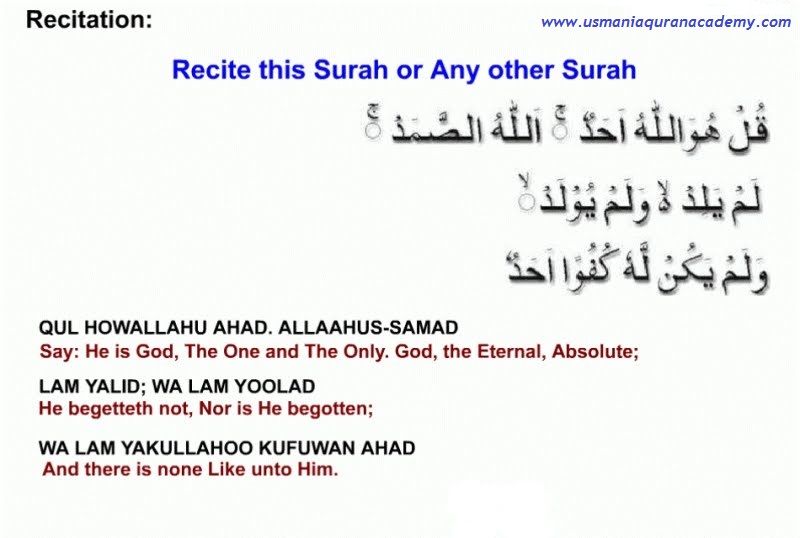 Recitation:
www.usmaniaquranacademy.com
Recite this Surah or Any other Surah
قُلْ هُوَاللّٰهُ اَحَدٌ ۚ اَللّٰهُ الصَّمَدُ ۚ
لَمْ يَلِدْ ۙ وَلَمْ يُوْلَدْ ۙ
وَلَمْ يَكُنْ لَّهٗ كُفُوًا اَحَدٌ
QUL HOWALLAHU AHAD. ALLAAHUS-SAMAD
Say: He is God, The One and The Only. God, the Eternal, Absolute;
LAM YALID; WA LAM YOOLAD
He begetteth not, Nor is He begotten;
WA LAM YAKULLAHOO KUFUWAN AHAD
And there is none Like unto Him.